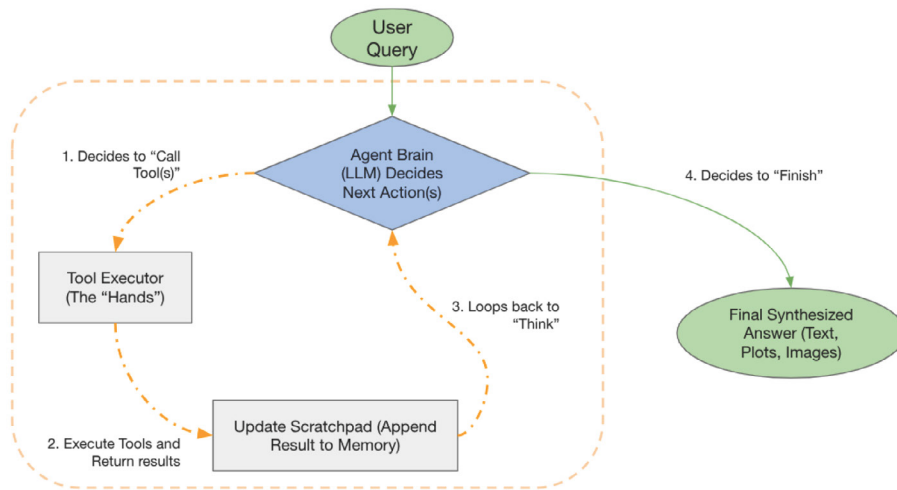 User
Query
1. Decides to “Call
Tool(s)”
Agent Brain
(LLM) Decides
Next Action(s)
4. Decides to “Finish”
Tool Executor
(The “Hands”)
3. Loops back to
“Think”
Final Synthesized
Answer (Text,
Plots, Images)
Update Scratchpad (Append
Result to Memory)
2. Execute Tools and
Return results